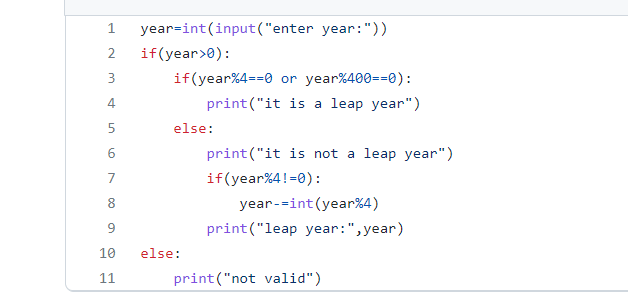 1 year=int(input("enter year:"))
2 if(year>0):
3     if(year%4==0 or year%400==0):
4         print("it is a leap year")
5     else:
6         print("it is not a leap year")
7         if(year%4!=0):
8             year-=int(year%4)
9         print("leap year:",year)
10 else:
11     print("not valid")